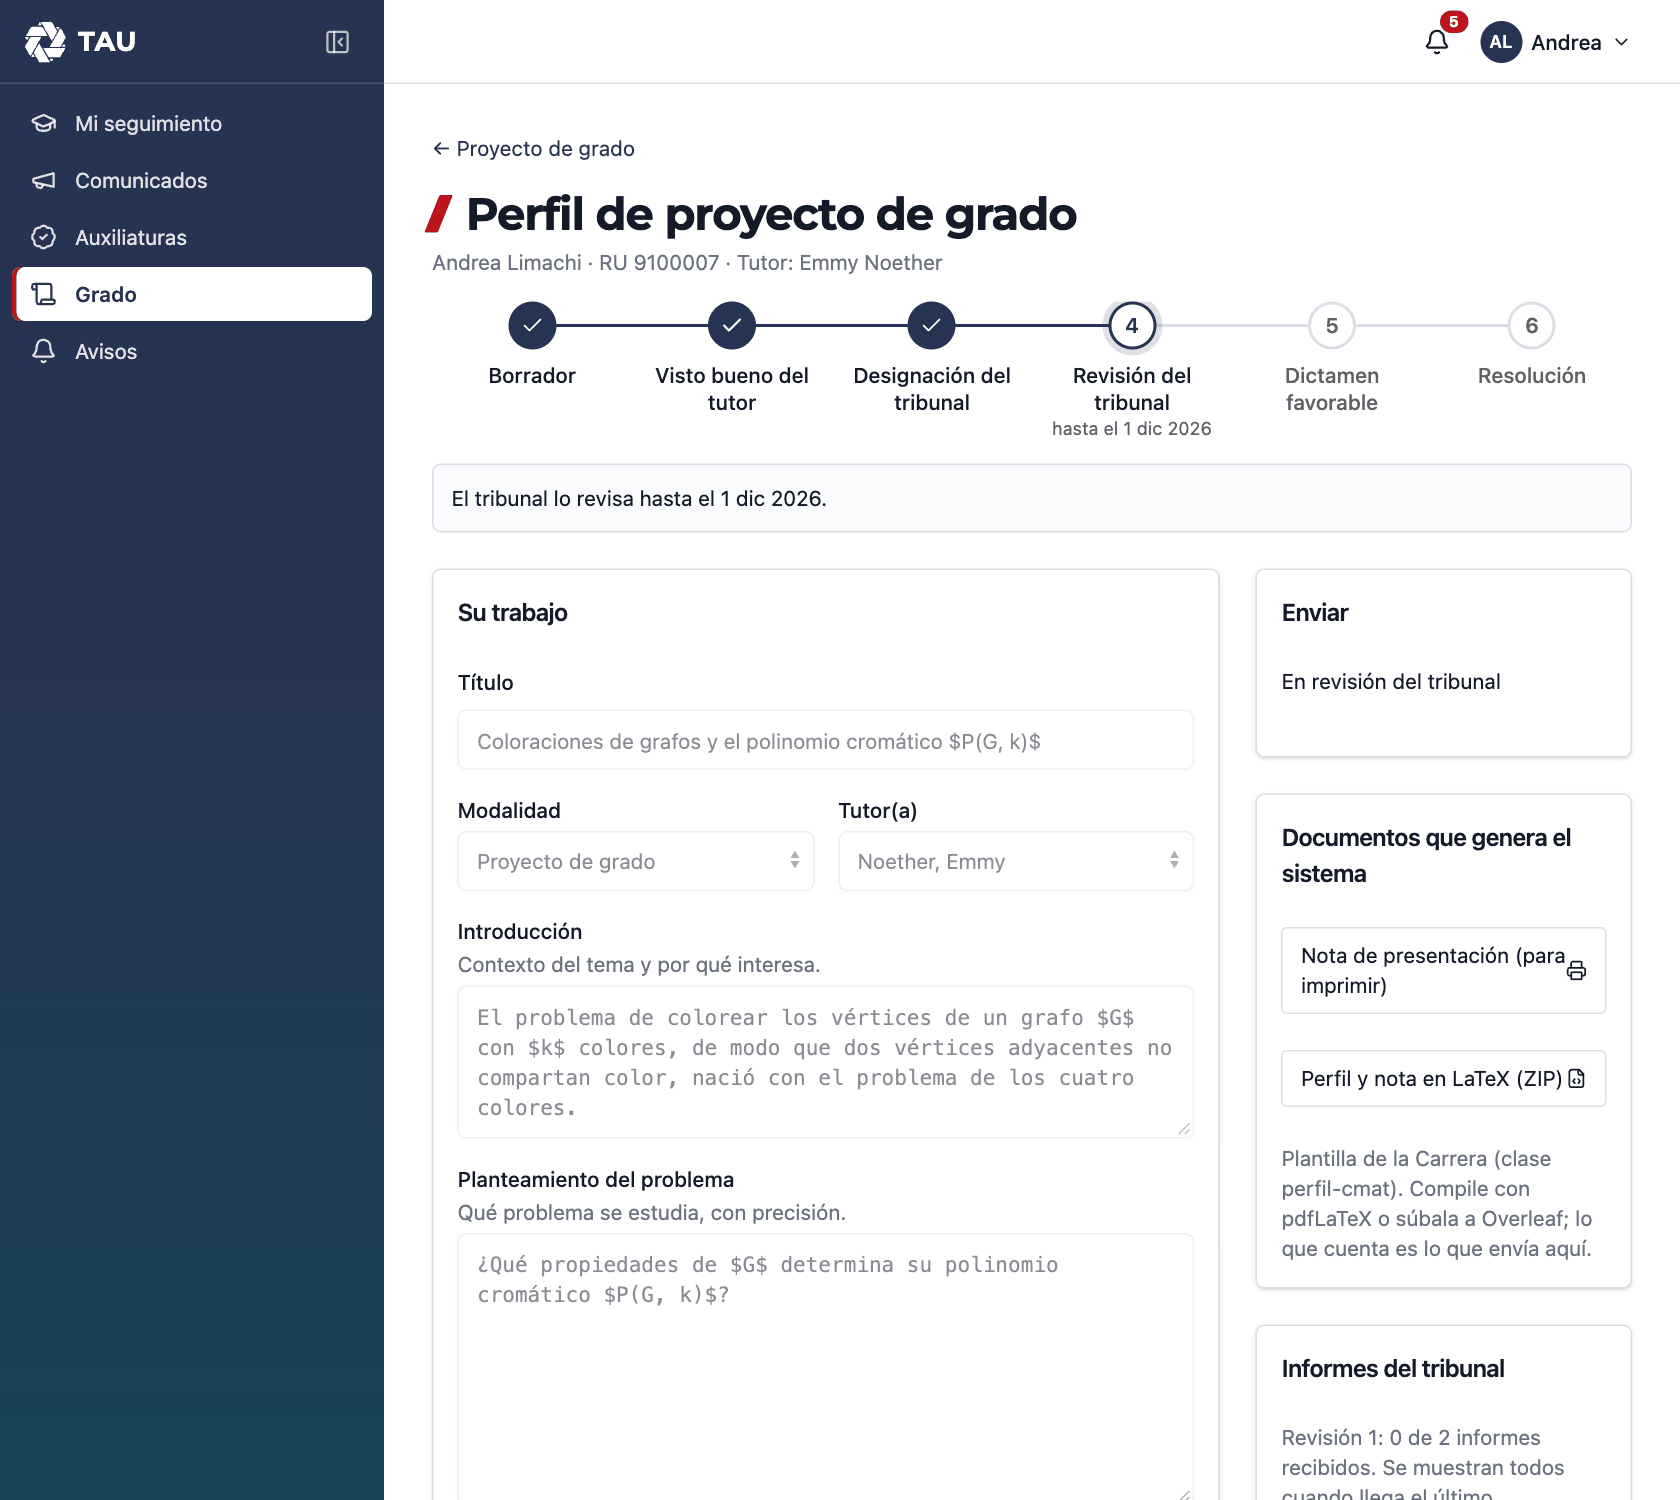 TAU
Mi seguimiento
Comunicados
Auxiliaturas
Grado
Avisos
5
AL Andrea
← Proyecto de grado
Perfil de proyecto de grado
Andrea Limachi · RU 9100007 · Tutor: Emmy Noether
Borrador
Visto bueno del
tutor
Designación del
tribunal
4
Revisión del
tribunal
hasta el 1 dic 2026
5
Dictamen
favorable
6
Resolución
El tribunal lo revisa hasta el 1 dic 2026.
Su trabajo
Título
Coloraciones de grafos y el polinomio cromático $P(G, k)$
Modalidad
Proyecto de grado
Tutor(a)
Noether, Emmy
Introducción
Contexto del tema y por qué interesa.
El problema de colorear los vértices de un grafo $G$
con $k$ colores, de modo que dos vértices adyacentes no
compartan color, nació con el problema de los cuatro
colores.
Planteamiento del problema
Qué problema se estudia, con precisión.
¿Qué propiedades de $G$ determina su polinomio
cromático $P(G, k)$?
Enviar
En revisión del tribunal
Documentos que genera el
sistema
Nota de presentación (para
imprimir)
Perfil y nota en LaTeX (ZIP)
Plantilla de la Carrera (clase
perfil-cmat). Compile con
pdfLaTeX o súbala a Overleaf; lo
que cuenta es lo que envía aquí.
Informes del tribunal
Revisión 1: 0 de 2 informes
recibidos. Se muestran todos
cuando llega el último